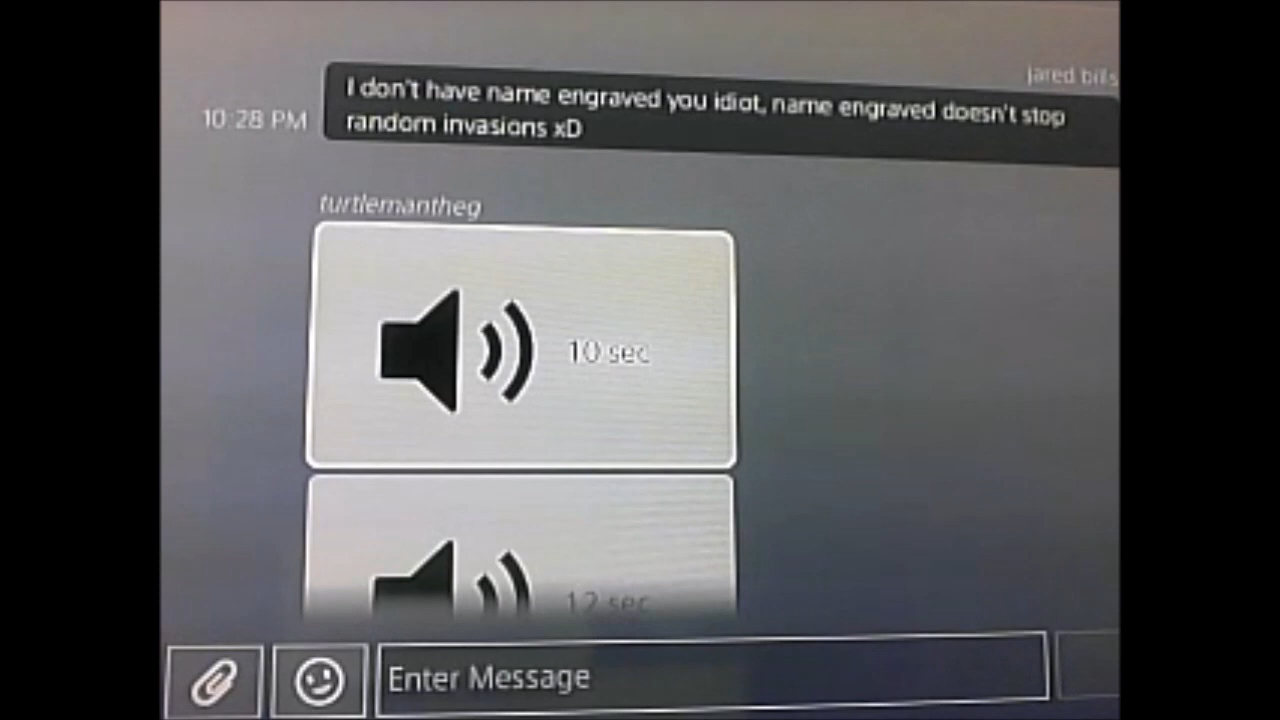 jared bills
I don't have name engraved you idiot, name engraved doesn't stop
random invasions xD
10:28 PM
turtlemantheg
10 sec
12 sec
Enter Message